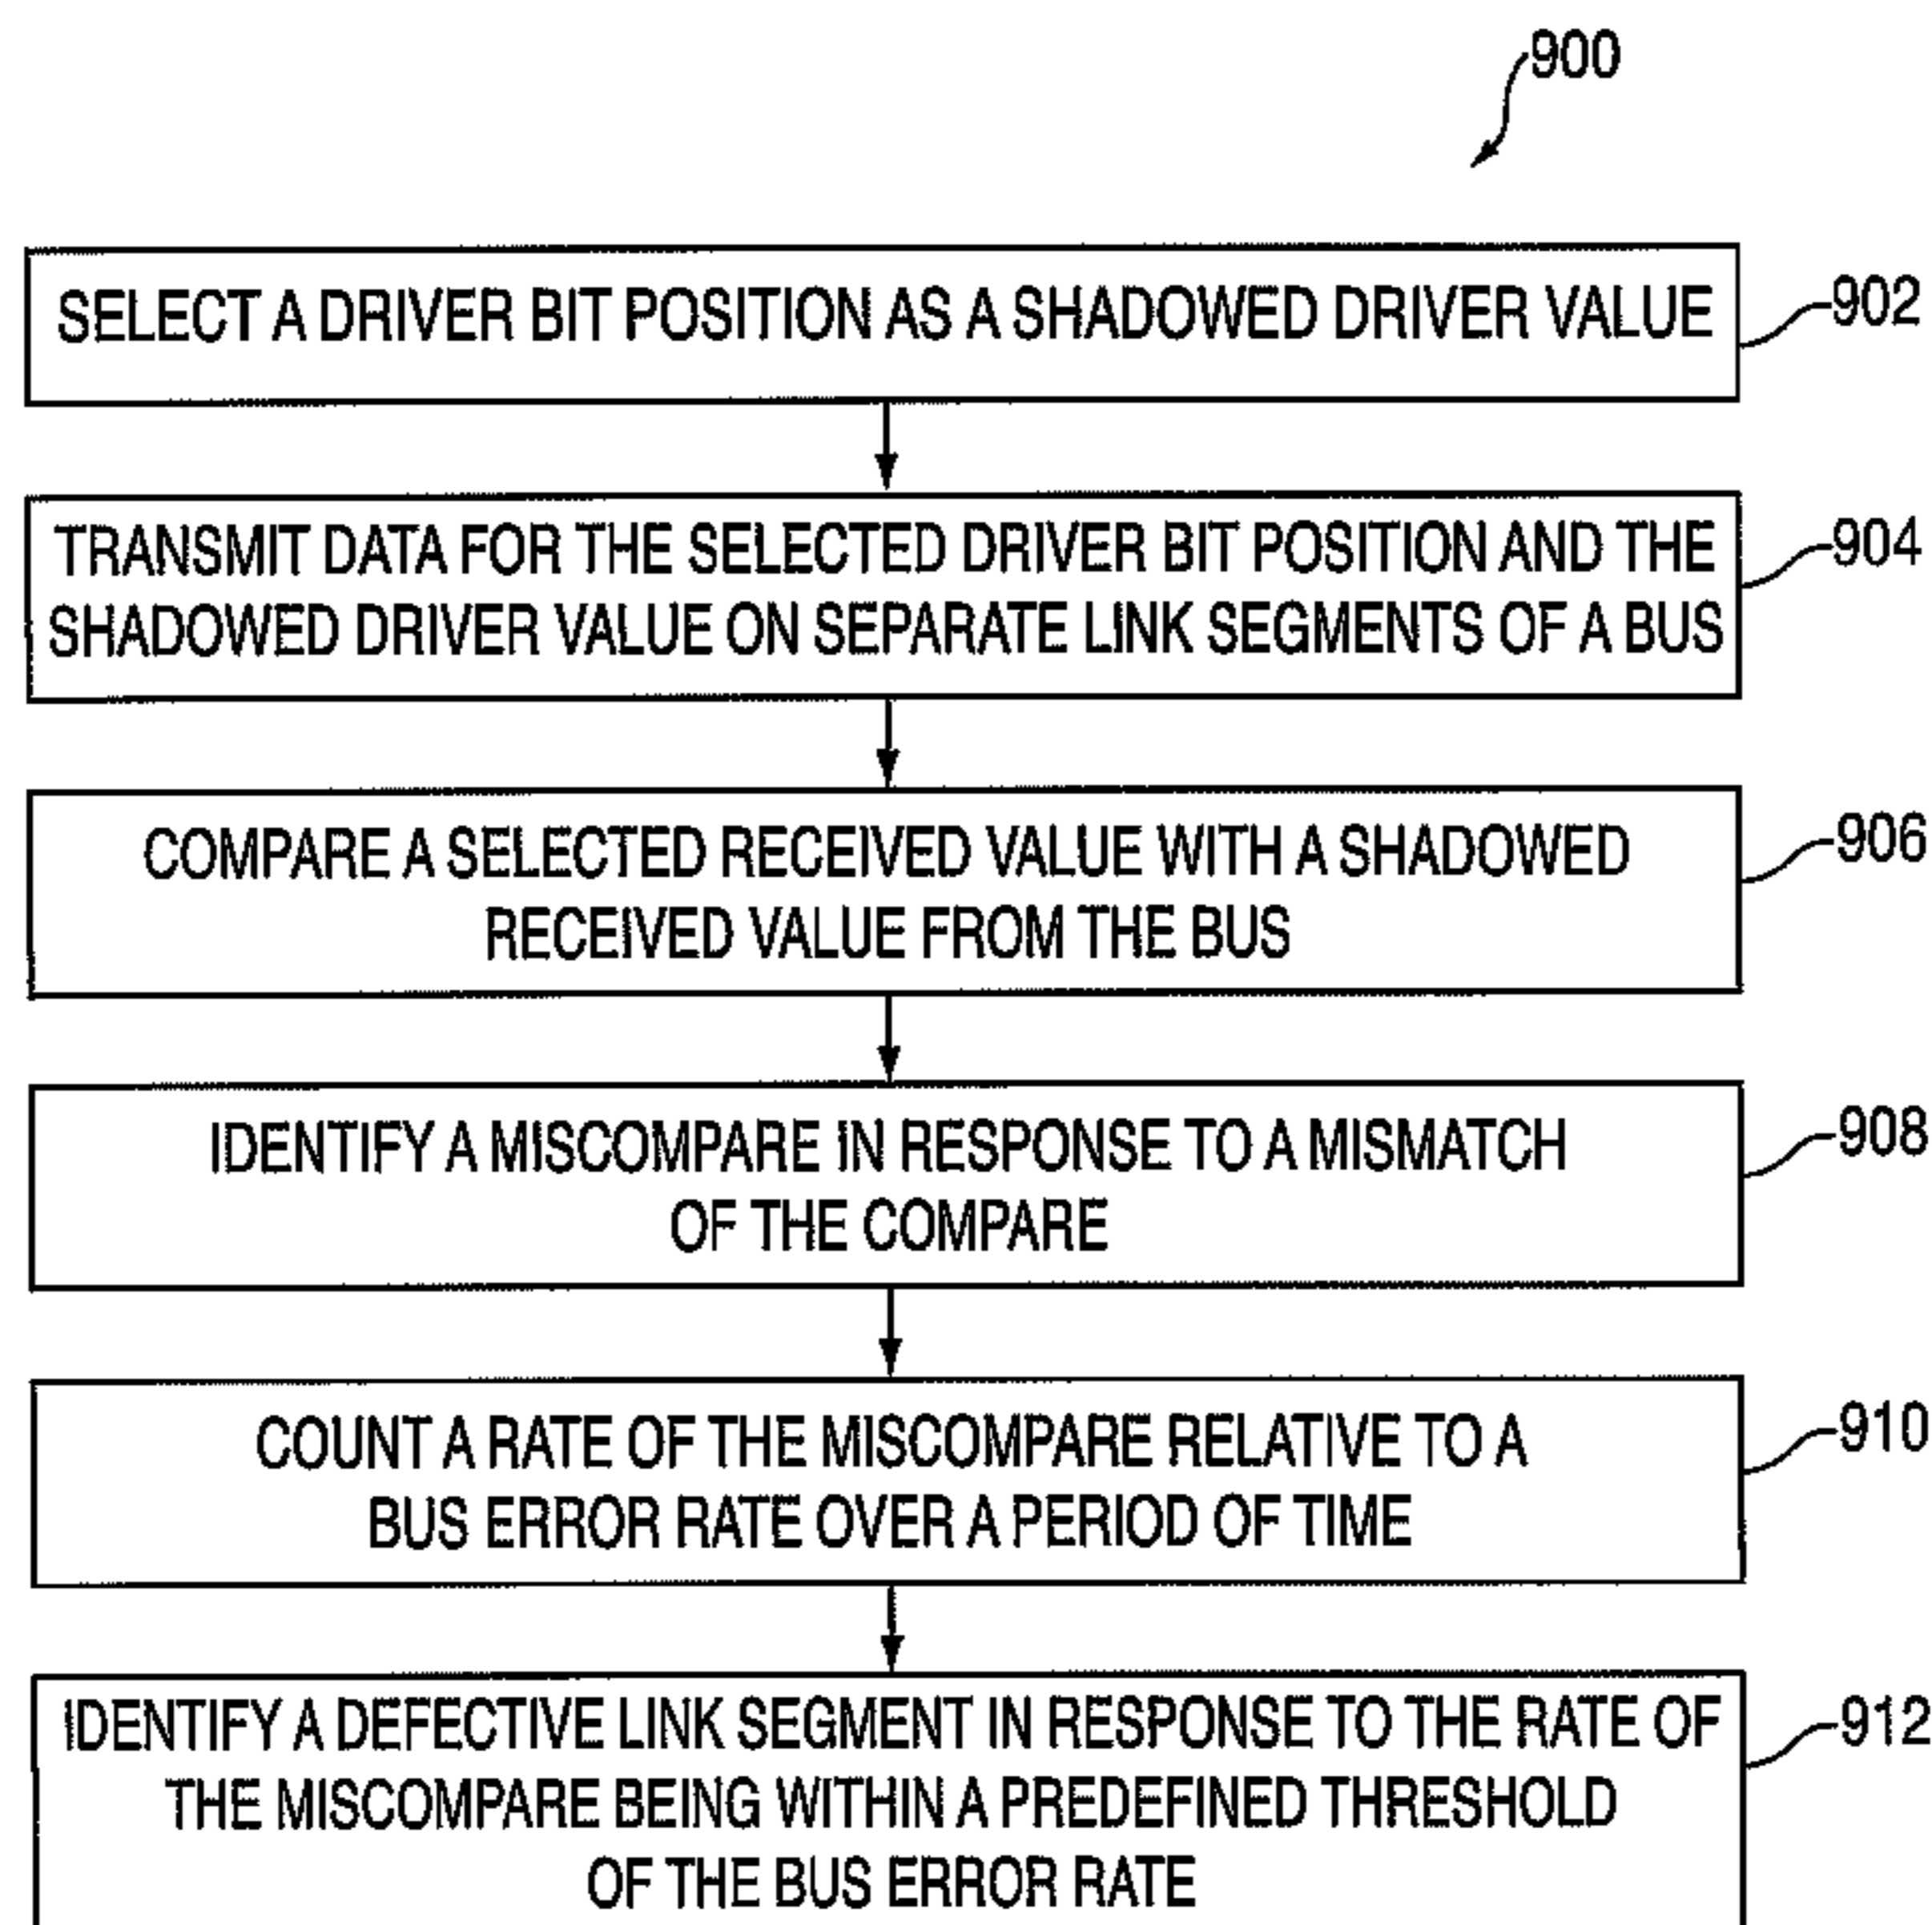 900
SELECT A DRIVER BIT POSITION AS A SHADOWED DRIVER VALUE
902
TRANSMIT DATA FOR THE SELECTED DRIVER BIT POSITION AND THE
SHADOWED DRIVER VALUE ON SEPARATE LINK SEGMENTS OF A BUS
904
COMPARE A SELECTED RECEIVED VALUE WITH A SHADOWED
RECEIVED VALUE FROM THE BUS
906
IDENTIFY A MISCOMPARE IN RESPONSE TO A MISMATCH
OF THE COMPARE
908
COUNT A RATE OF THE MISCOMPARE RELATIVE TO A
BUS ERROR RATE OVER A PERIOD OF TIME
910
IDENTIFY A DEFECTIVE LINK SEGMENT IN RESPONSE TO THE RATE OF
THE MISCOMPARE BEING WITHIN A PREDEFINED THRESHOLD
OF THE BUS ERROR RATE
912